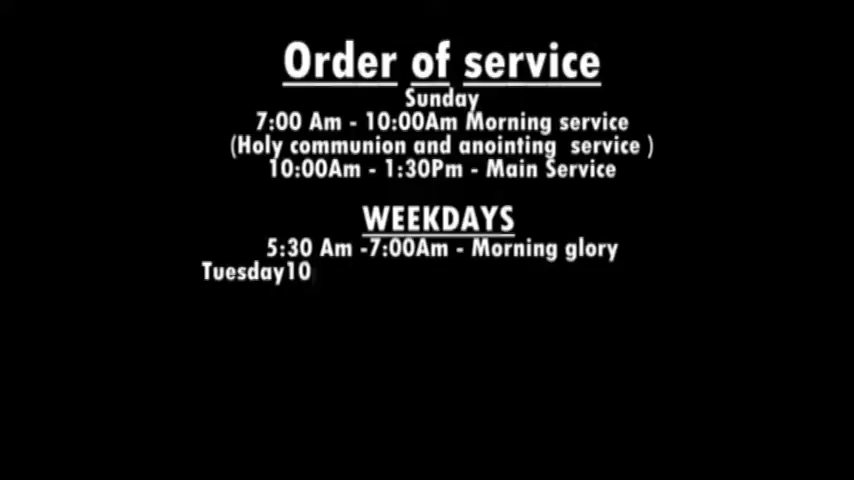 Order of service
Sunday
7:00 Am - 10:00Am Morning service
(Holy communion and anointing service )
10:00Am - 1:30Pm - Main Service
WEEKDAYS
5:30 Am -7:00Am - Morning glory
Tuesday10